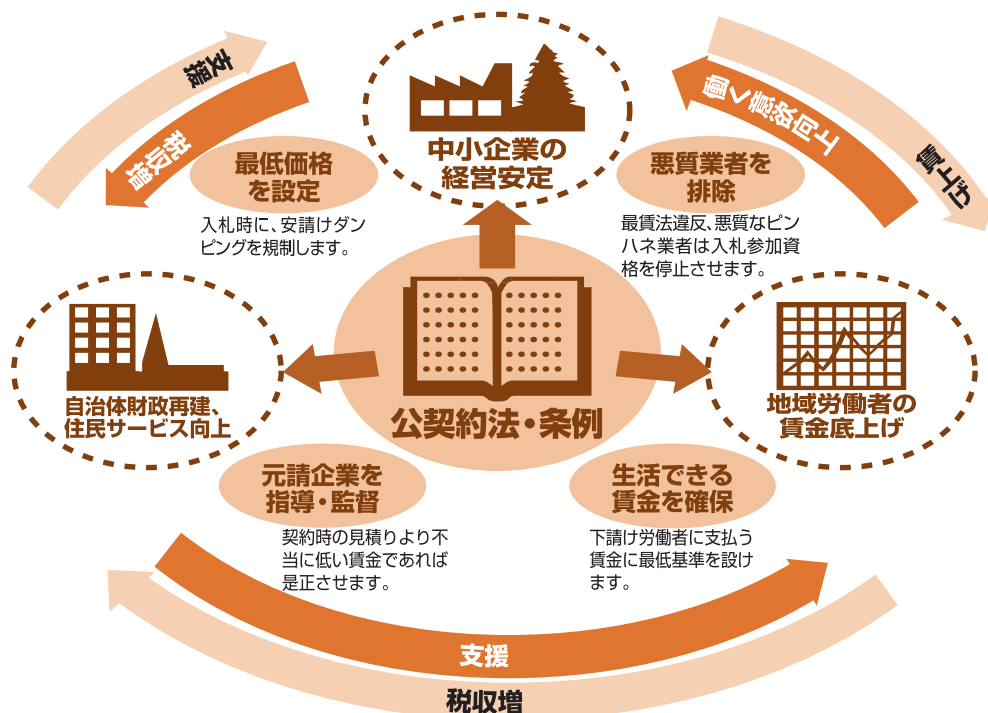 支援
税収増
働く意欲向上
賃上げ
中小企業の
経営安定
最低価格
を設定
入札時に、安請けダン
ピングを規制します。
悪質業者を
排除
最賃法違反、悪質なピン
ハネ業者は入札参加資
格を停止させます。
自治体財政再建、
住民サービス向上
公契約法・条例
地域労働者の
賃金底上げ
元請企業を
指導・監督
契約時の見積りより不
当に低い賃金であれば
是正させます。
生活できる
賃金を確保
下請け労働者に支払う
賃金に最低基準を設け
ます。
支援
税収増